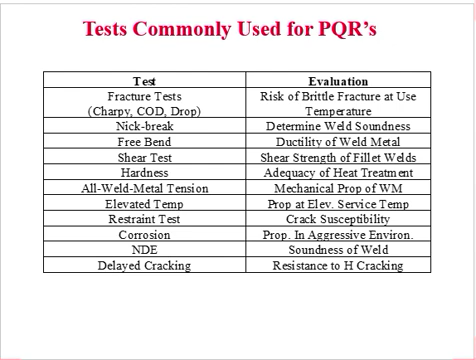 Tests Commonly Used for PQR's
Test Evaluation
Fracture Tests Risk of Brittle Fracture at Use
(Charpy, COD, Drop) Temperature
Nick-break Determine Weld Soundness
Free Bend Ductility of Weld Metal
Shear Test Shear Strength of Fillet Welds
Hardness Adequacy of Heat Treatment
All-Weld-Metal Tension Mechanical Prop of WM
Elevated Temp Prop at Elev. Service Temp
Restraint Test Crack Susceptibility
Corrosion Prop. In Aggressive Environ.
NDE Soundness of Weld
Delayed Cracking Resistance to H Cracking